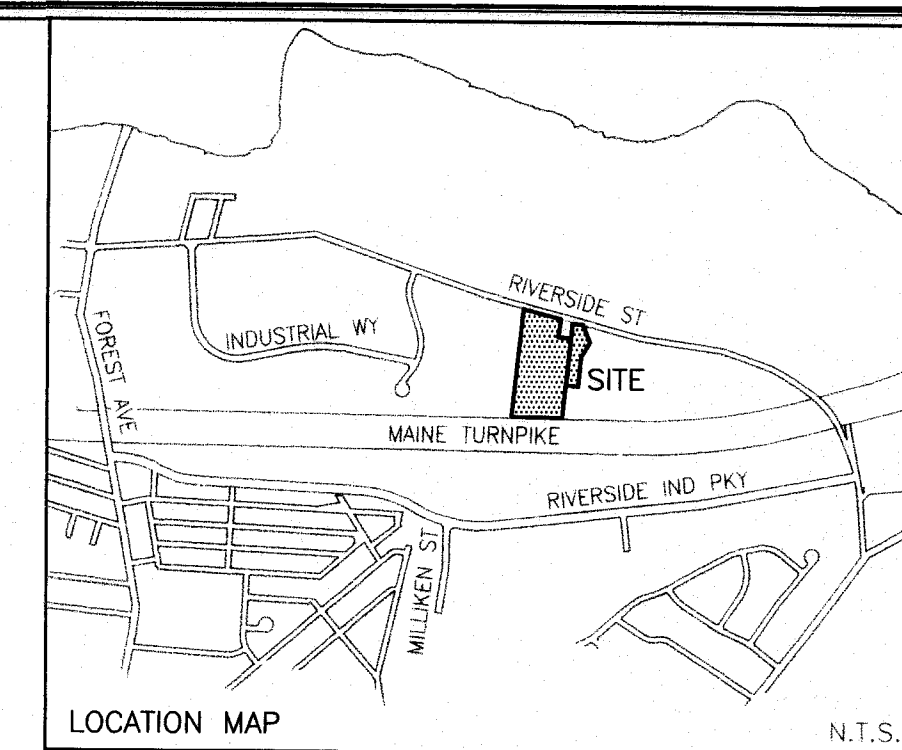 RIVERSIDE ST
INDUSTRIAL WY
FOREST AVE
SITE
MAINE TURNPIKE
RIVERSIDE IND PKY
MILLIKEN ST
LOCATION MAP
N.T.S.